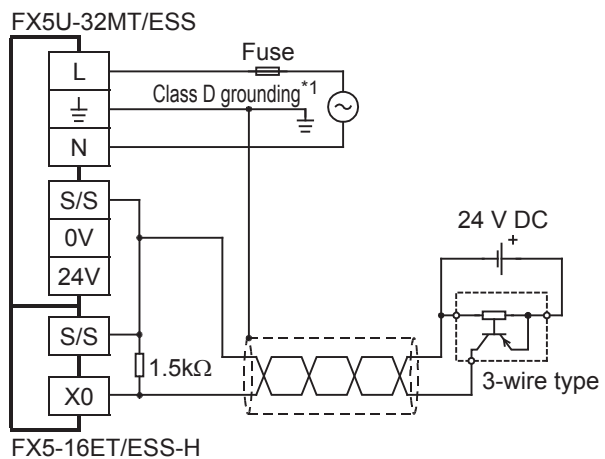 FX5U-32MT/ESS
L
Fuse
Class D grounding*1
N
S/S
0V
24V
24 V DC
+
S/S
1.5kΩ
X0
3-wire type
FX5-16ET/ESS-H